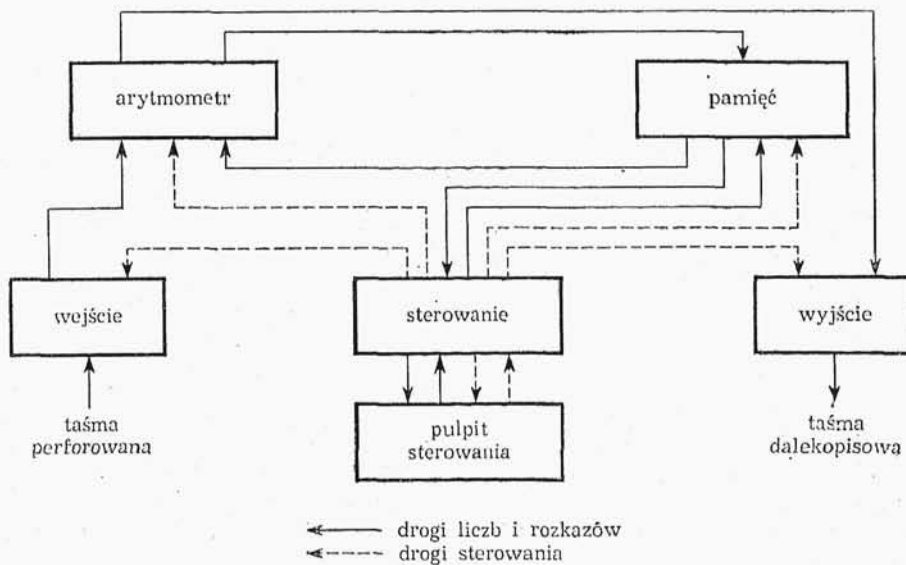 arytmometr
pamięć
wejście
sterowanie
wyjście
taśma
perforowana
pulpit
sterowania
taśma
dalekopisowa
drogi liczb i rozkazów
drogi sterowania